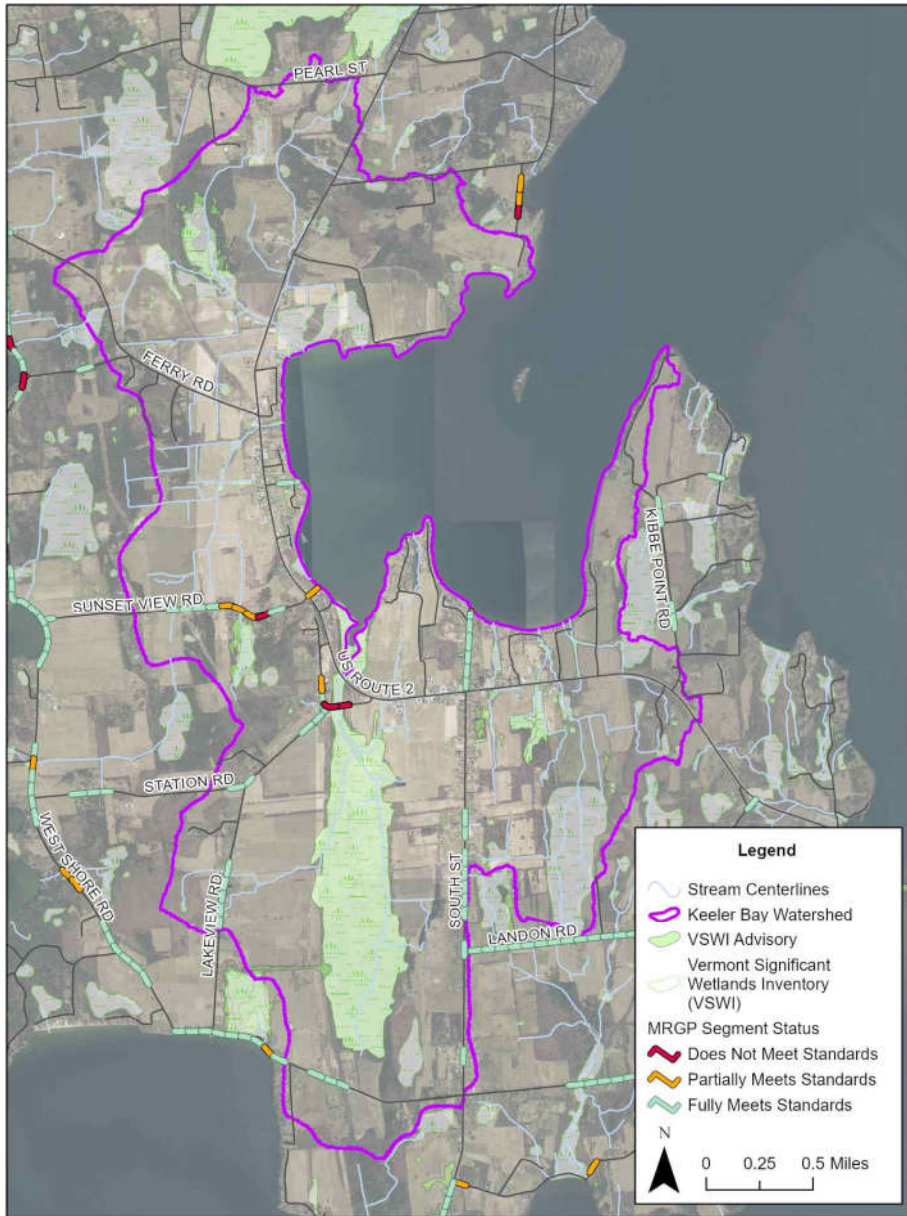 PEARL ST
FERRY RD
KIBBE POINT RD
SUNSET VIEW RD
US ROUTE 2
STATION RD
WEST SHORE RD
LAKEVIEW RD
SOUTH ST
LANDON RD
Legend
Stream Centerlines
Keeler Bay Watershed
VSWI Advisory
Vermont Significant
Wetlands Inventory
(VSWI)
MRGP Segment Status
Does Not Meet Standards
Partially Meets Standards
Fully Meets Standards
N
0 0.25 0.5 Miles